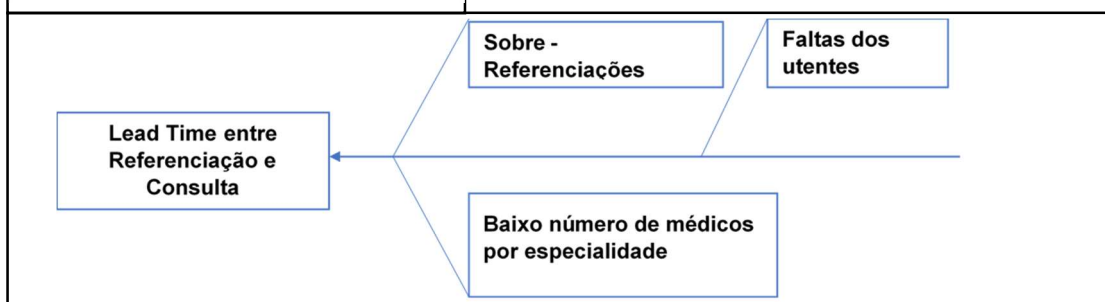 Sobre -
Referenciações
Faltas dos
utentes
Lead Time entre
Referenciação e
Consulta
Baixo número de médicos
por especialidade